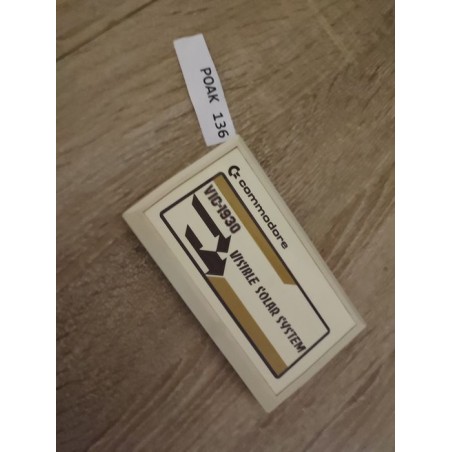 POAK 136
commodore
VIC-1930
VISIBLE SOLAR SYSTEM